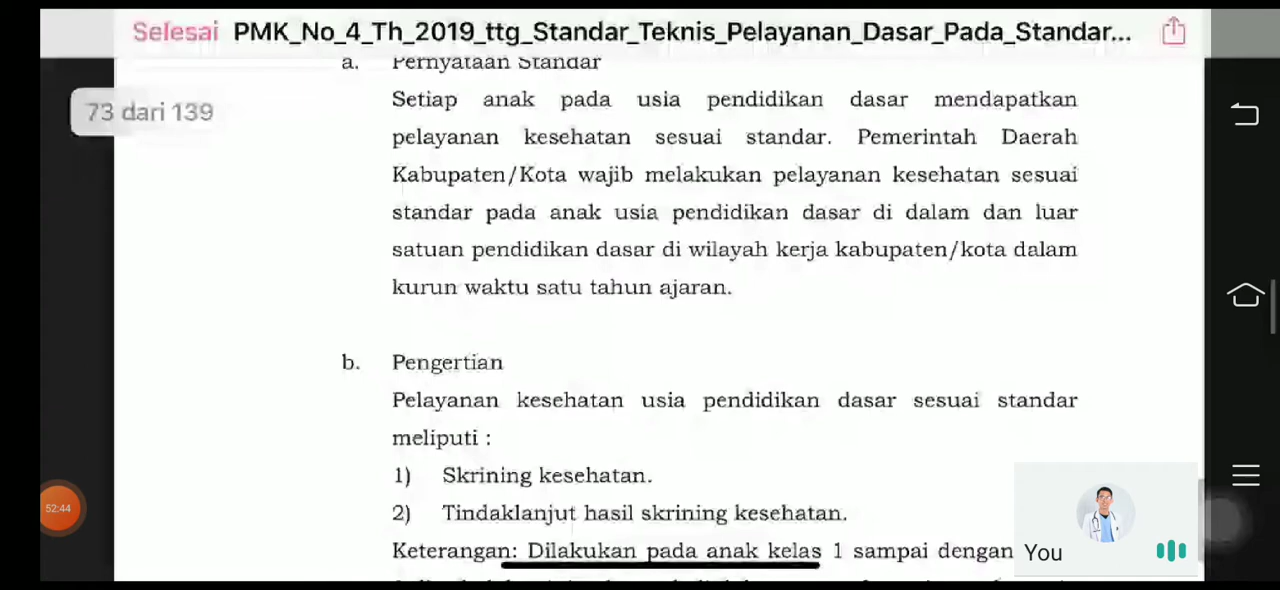 Selesai PMK_No_4_Th_2019_ttg_Standar_Teknis_Pelayanan_Dasar_Pada_Standar...
a. Pernyataan Standar
73 dari 139
Setiap anak pada usia pendidikan dasar mendapatkan
pelayanan kesehatan sesuai standar. Pemerintah Daerah
Kabupaten/Kota wajib melakukan pelayanan kesehatan sesuai
standar pada anak usia pendidikan dasar di dalam dan luar
satuan pendidikan dasar di wilayah kerja kabupaten/kota dalam
kurun waktu satu tahun ajaran.
b. Pengertian
Pelayanan kesehatan usia pendidikan dasar sesuai standar
meliputi :
1) Skrining kesehatan.
2) Tindaklanjut hasil skrining kesehatan.
Keterangan: Dilakukan pada anak kelas 1 sampai dengan
You
52:44